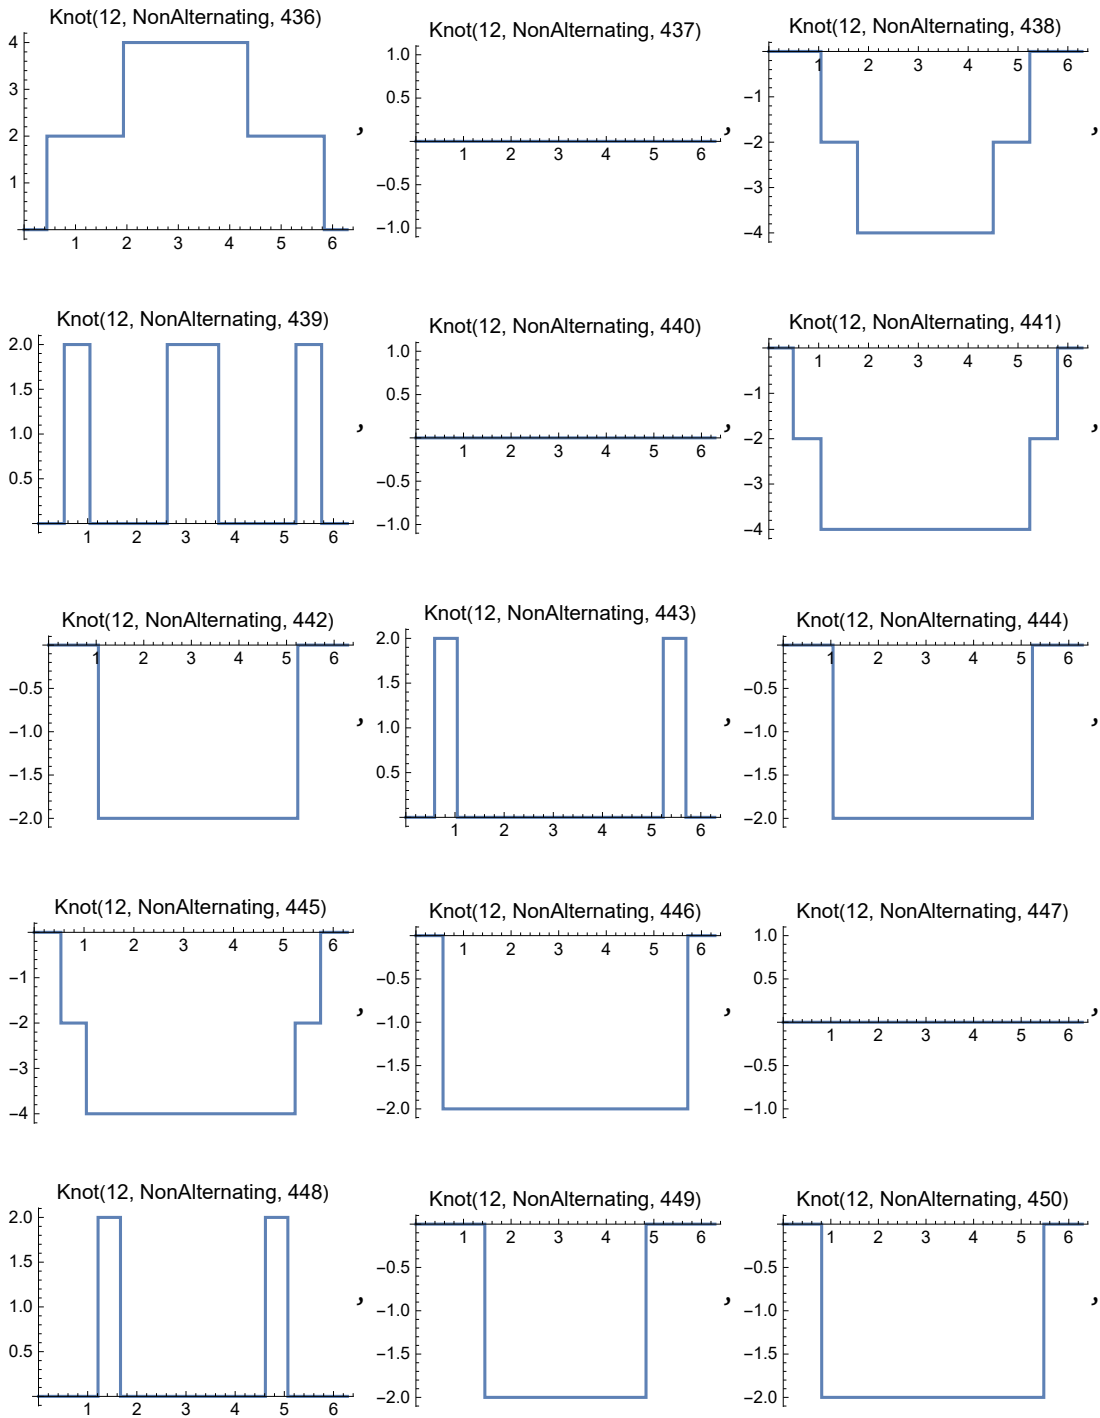 Knot(12, NonAlternating, 436)
4
3
2
1
1 2 3 4 5 6
,
Knot(12, NonAlternating, 437)
1.0
0.5
1 2 3 4 5 6
−0.5
−1.0
,
Knot(12, NonAlternating, 438)
1 2 3 4 5 6
−1
−2
−3
−4
,
Knot(12, NonAlternating, 439)
2.0
1.5
1.0
0.5
1 2 3 4 5 6
,
Knot(12, NonAlternating, 440)
1.0
0.5
1 2 3 4 5 6
−0.5
−1.0
,
Knot(12, NonAlternating, 441)
1 2 3 4 5 6
−1
−2
−3
−4
,
Knot(12, NonAlternating, 442)
1 2 3 4 5 6
−0.5
−1.0
−1.5
−2.0
,
Knot(12, NonAlternating, 443)
2.0
1.5
1.0
0.5
1 2 3 4 5 6
,
Knot(12, NonAlternating, 444)
1 2 3 4 5 6
−0.5
−1.0
−1.5
−2.0
,
Knot(12, NonAlternating, 445)
1 2 3 4 5 6
−1
−2
−3
−4
,
Knot(12, NonAlternating, 446)
1 2 3 4 5 6
−0.5
−1.0
−1.5
−2.0
,
Knot(12, NonAlternating, 447)
1.0
0.5
1 2 3 4 5 6
−0.5
−1.0
,
Knot(12, NonAlternating, 448)
2.0
1.5
1.0
0.5
1 2 3 4 5 6
,
Knot(12, NonAlternating, 449)
1 2 3 4 5 6
−0.5
−1.0
−1.5
−2.0
,
Knot(12, NonAlternating, 450)
1 2 3 4 5 6
−0.5
−1.0
−1.5
−2.0
,